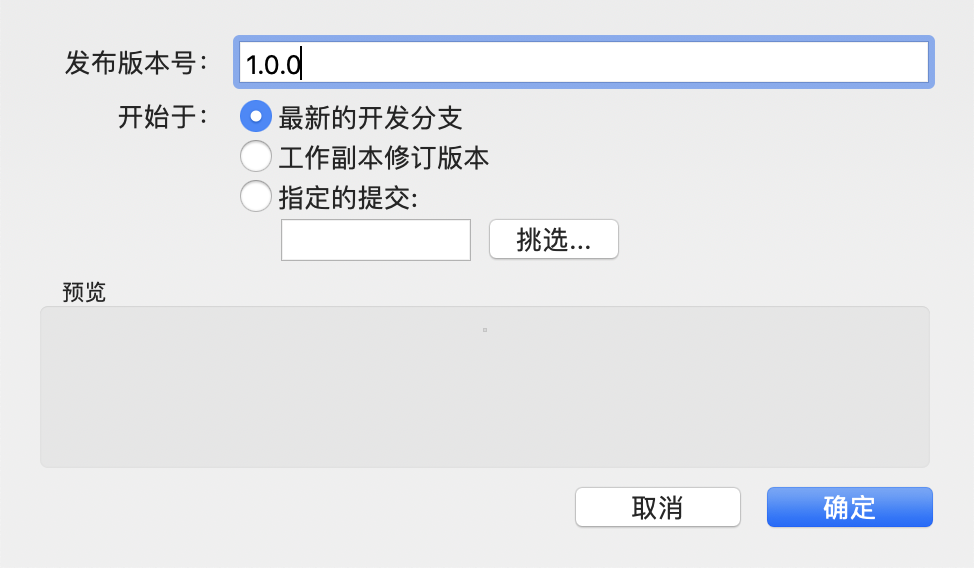 发布版本号：
1.0.0
开始于：
最新的开发分支
工作副本修订版本
指定的提交:
挑选...
预览
取消
确定